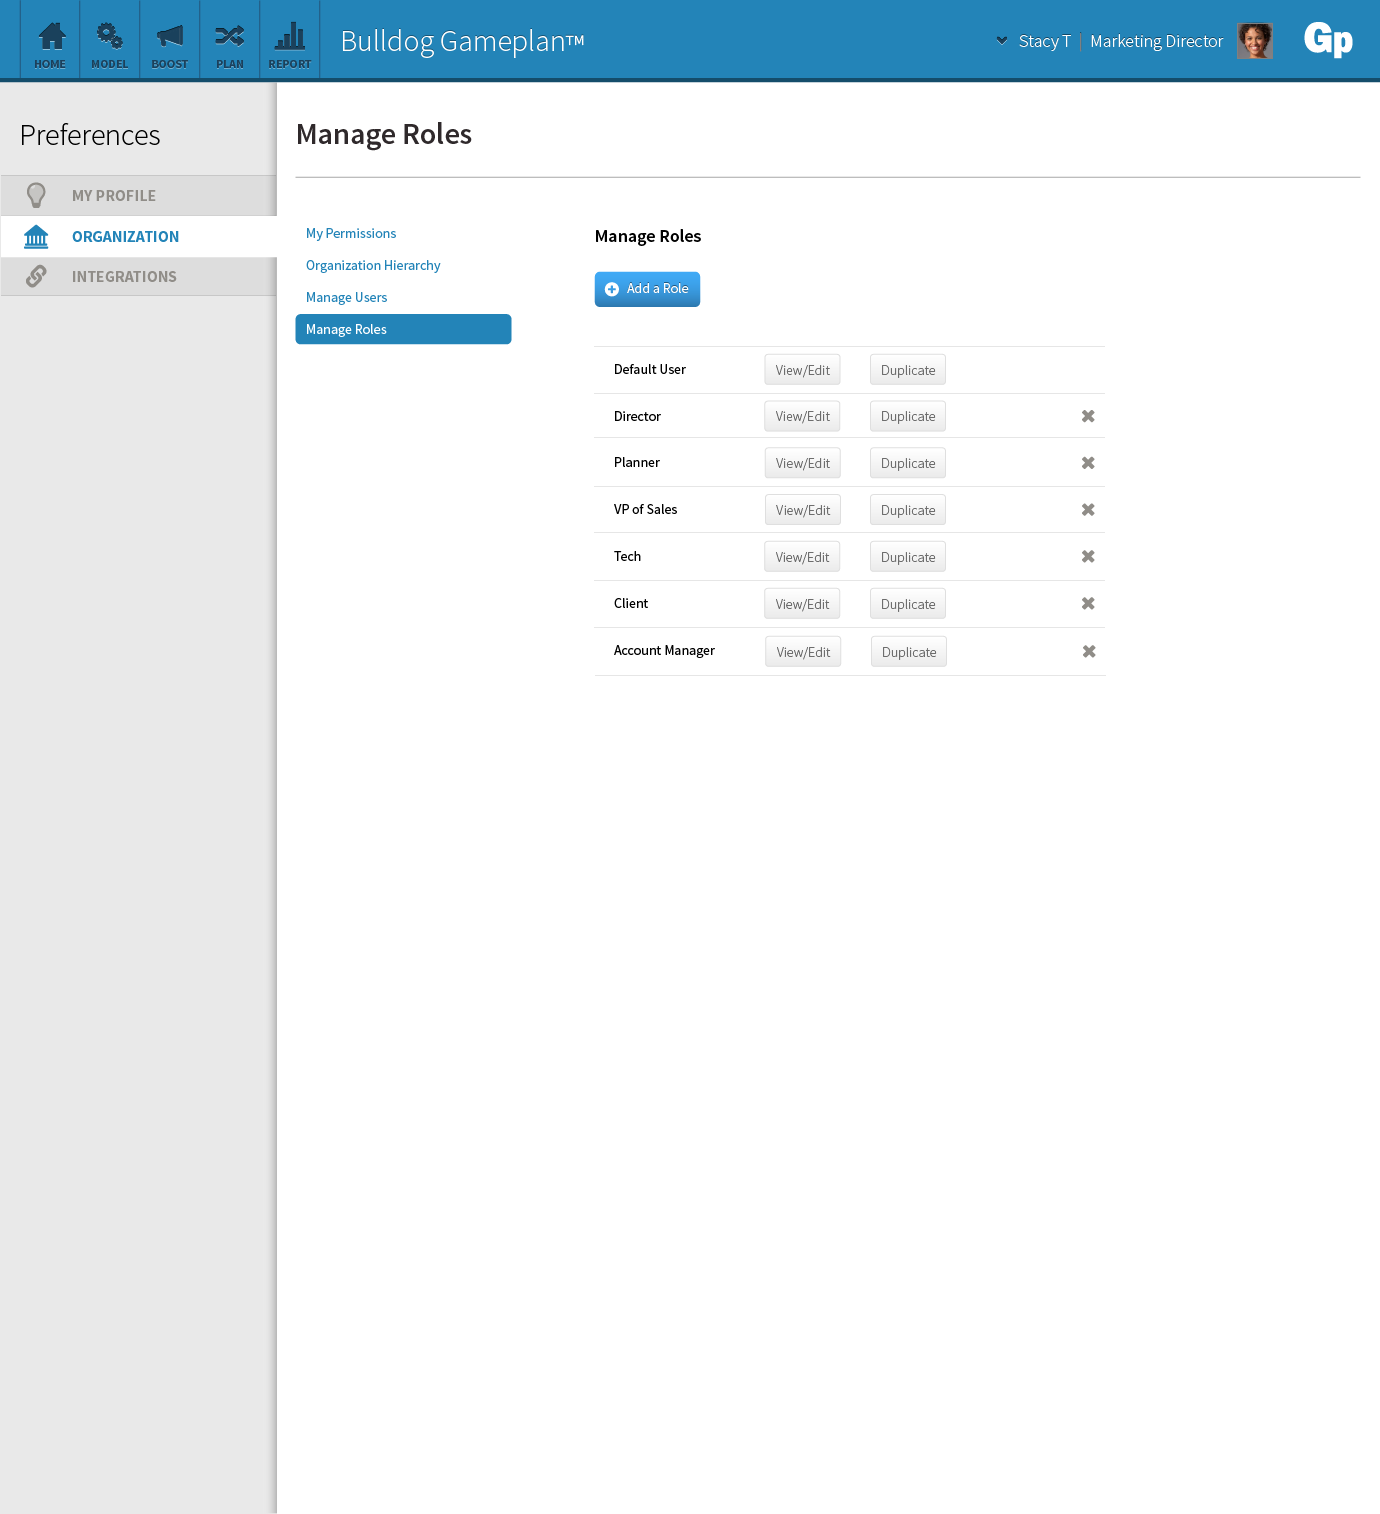 HOME MODEL BOOST PLAN REPORT Bulldog Gameplan™ Stacy T Marketing Director Gp
Preferences
MY PROFILE
ORGANIZATION
INTEGRATIONS
Manage Roles
My Permissions
Organization Hierarchy
Manage Users
Manage Roles
Manage Roles
Add a Role
Default User View/Edit Duplicate
Director View/Edit Duplicate
Planner View/Edit Duplicate
VP of Sales View/Edit Duplicate
Tech View/Edit Duplicate
Client View/Edit Duplicate
Account Manager View/Edit Duplicate